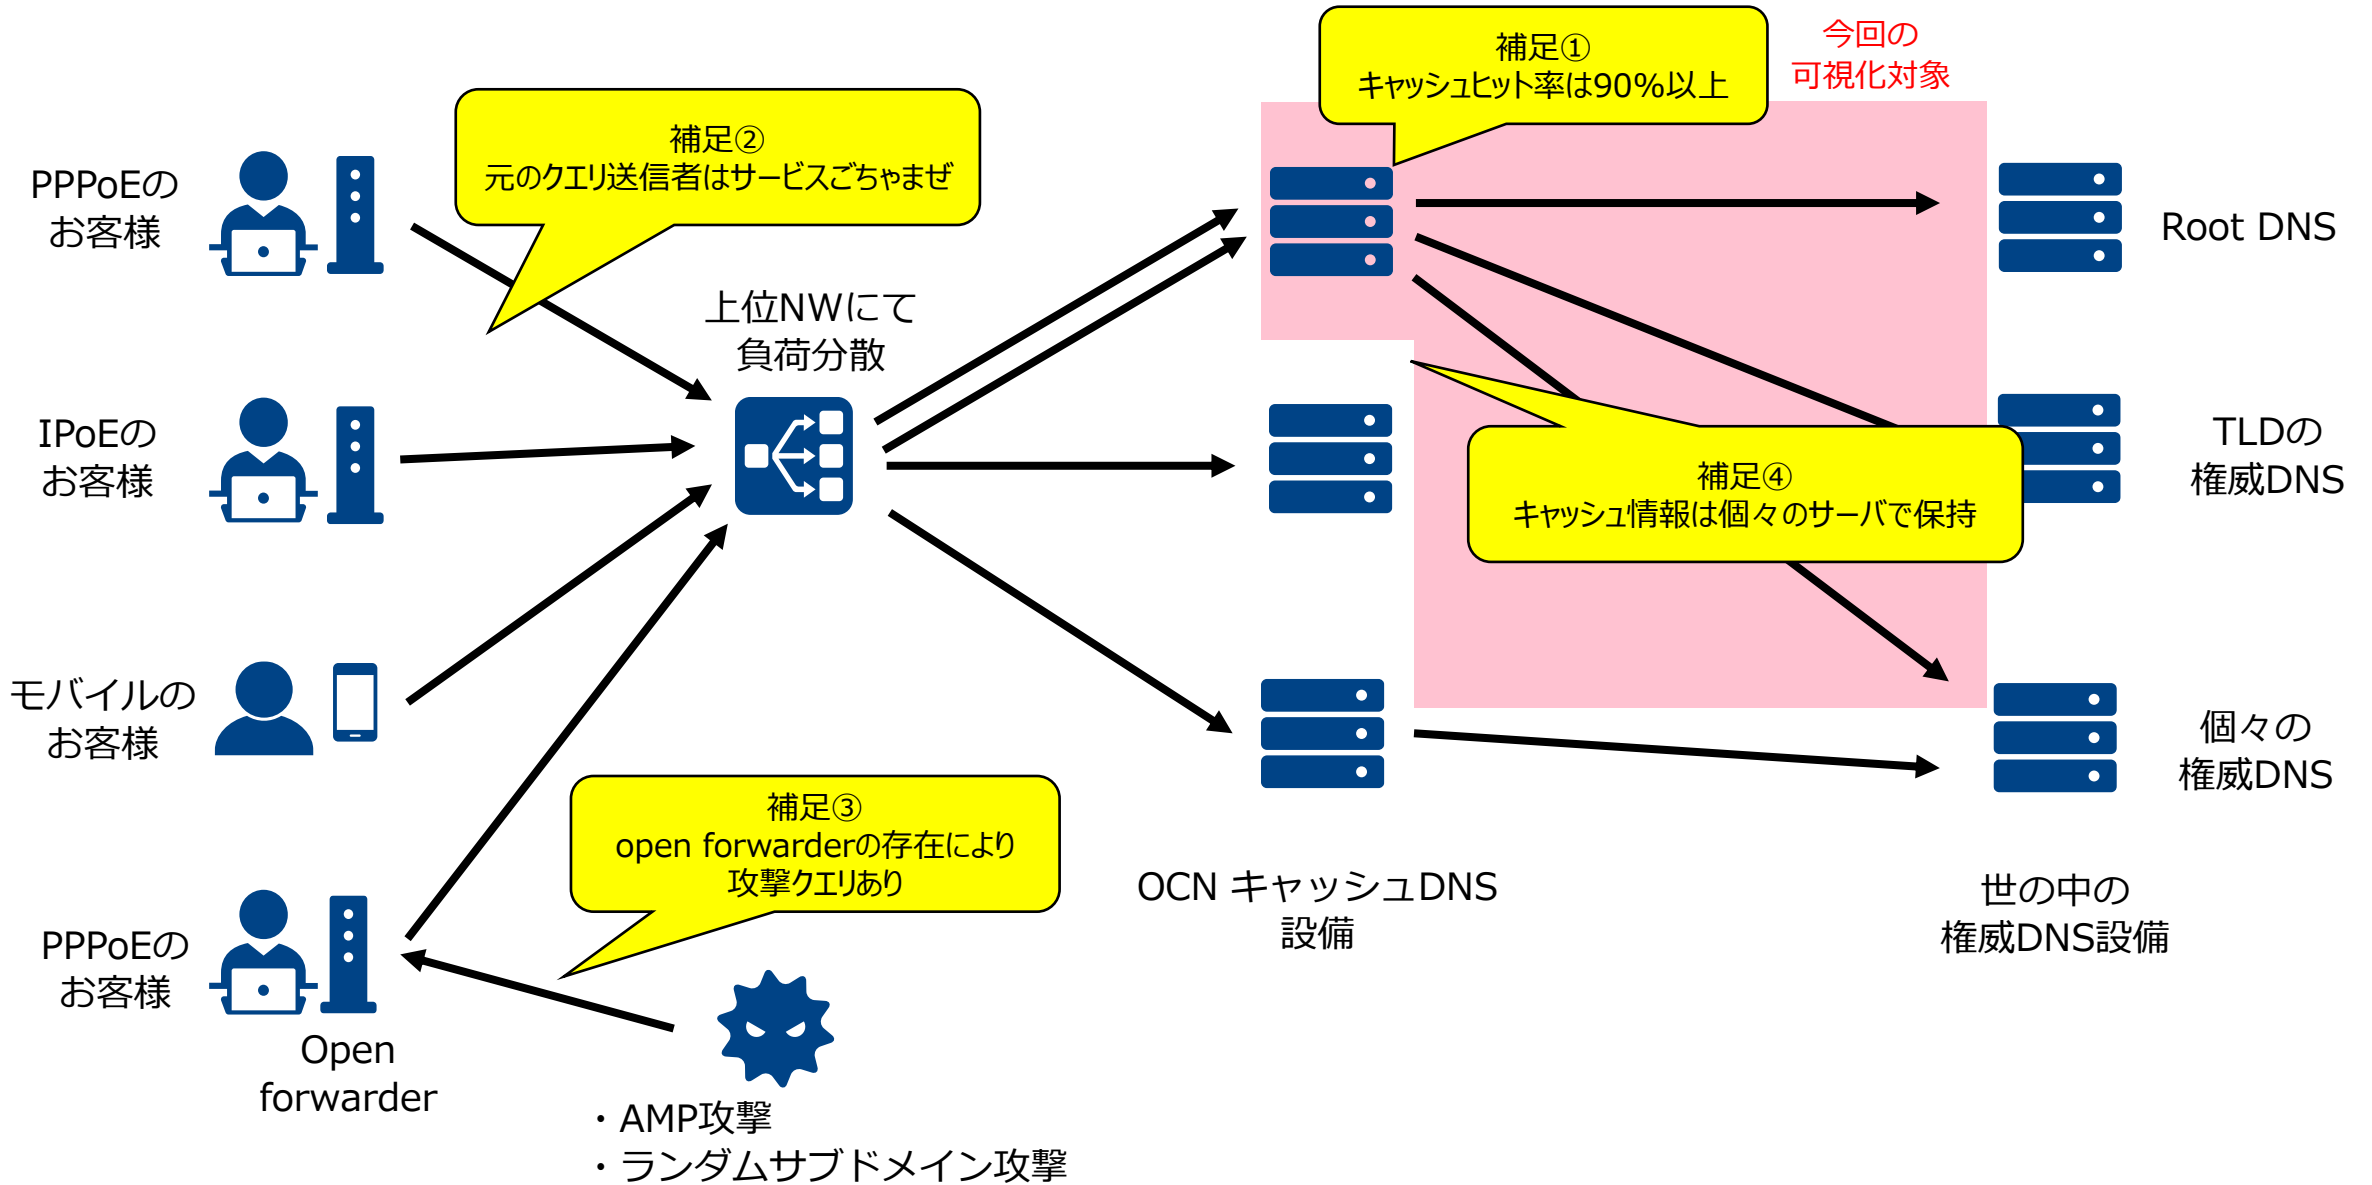 補足①
キャッシュヒット率は90%以上
今回の
可視化対象
補足②
元のクエリ送信者はサービスごちゃまぜ
PPPoEの
お客様
Root DNS
上位NWにて
負荷分散
IPoEの
お客様
TLDの
権威DNS
補足④
キャッシュ情報は個々のサーバで保持
モバイルの
お客様
個々の
権威DNS
補足③
open forwarderの存在により
攻撃クエリあり
OCN キャッシュDNS
設備
世の中の
権威DNS設備
PPPoEの
お客様
Open
forwarder
・AMP攻撃
・ランダムサブドメイン攻撃